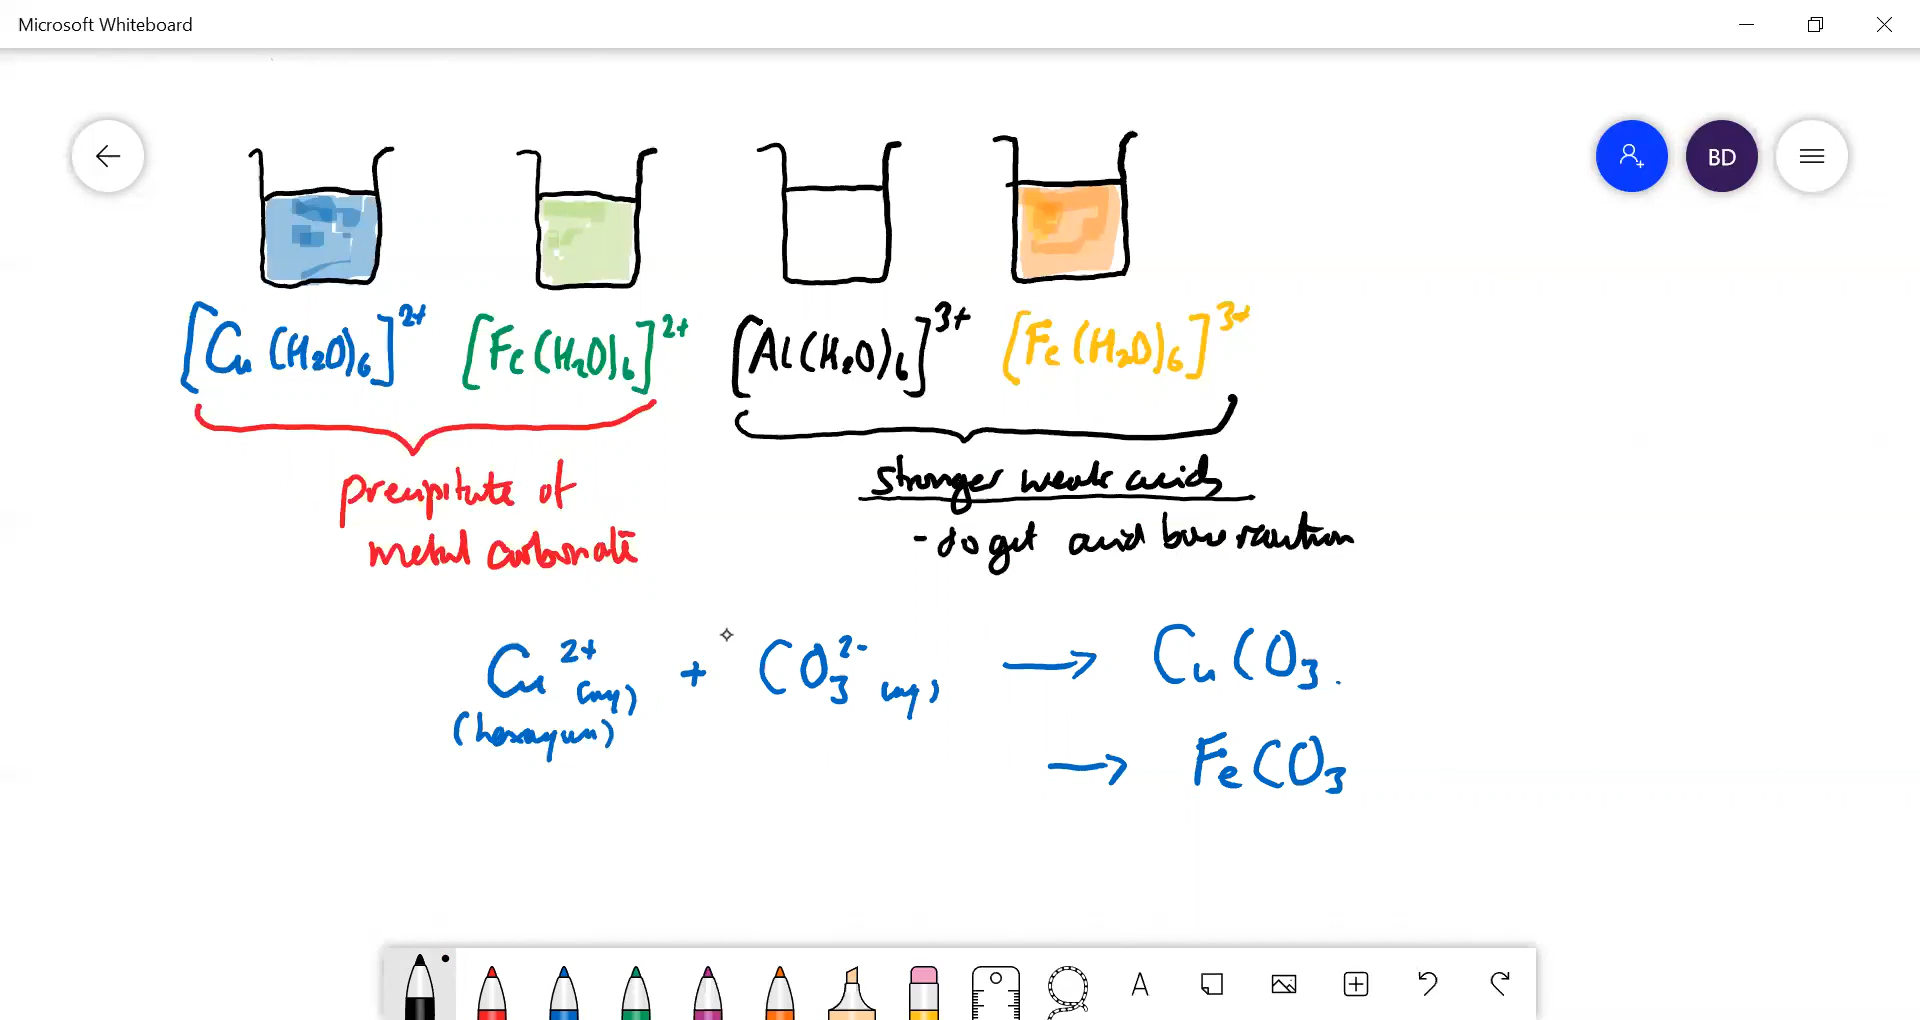 Microsoft Whiteboard
BD
[Cu(H₂O)₆]²⁺ [Fe(H₂O)₆]²⁺ [Al(H₂O)₆]³⁺ [Fe(H₂O)₆]³⁺
precipitate of
metal carbonate
stronger weak acids
- do get acid base reaction
Cu²⁺(aq) + CO₃²⁻(aq) → CuCO₃.
(hexaqua)
→ FeCO₃
A